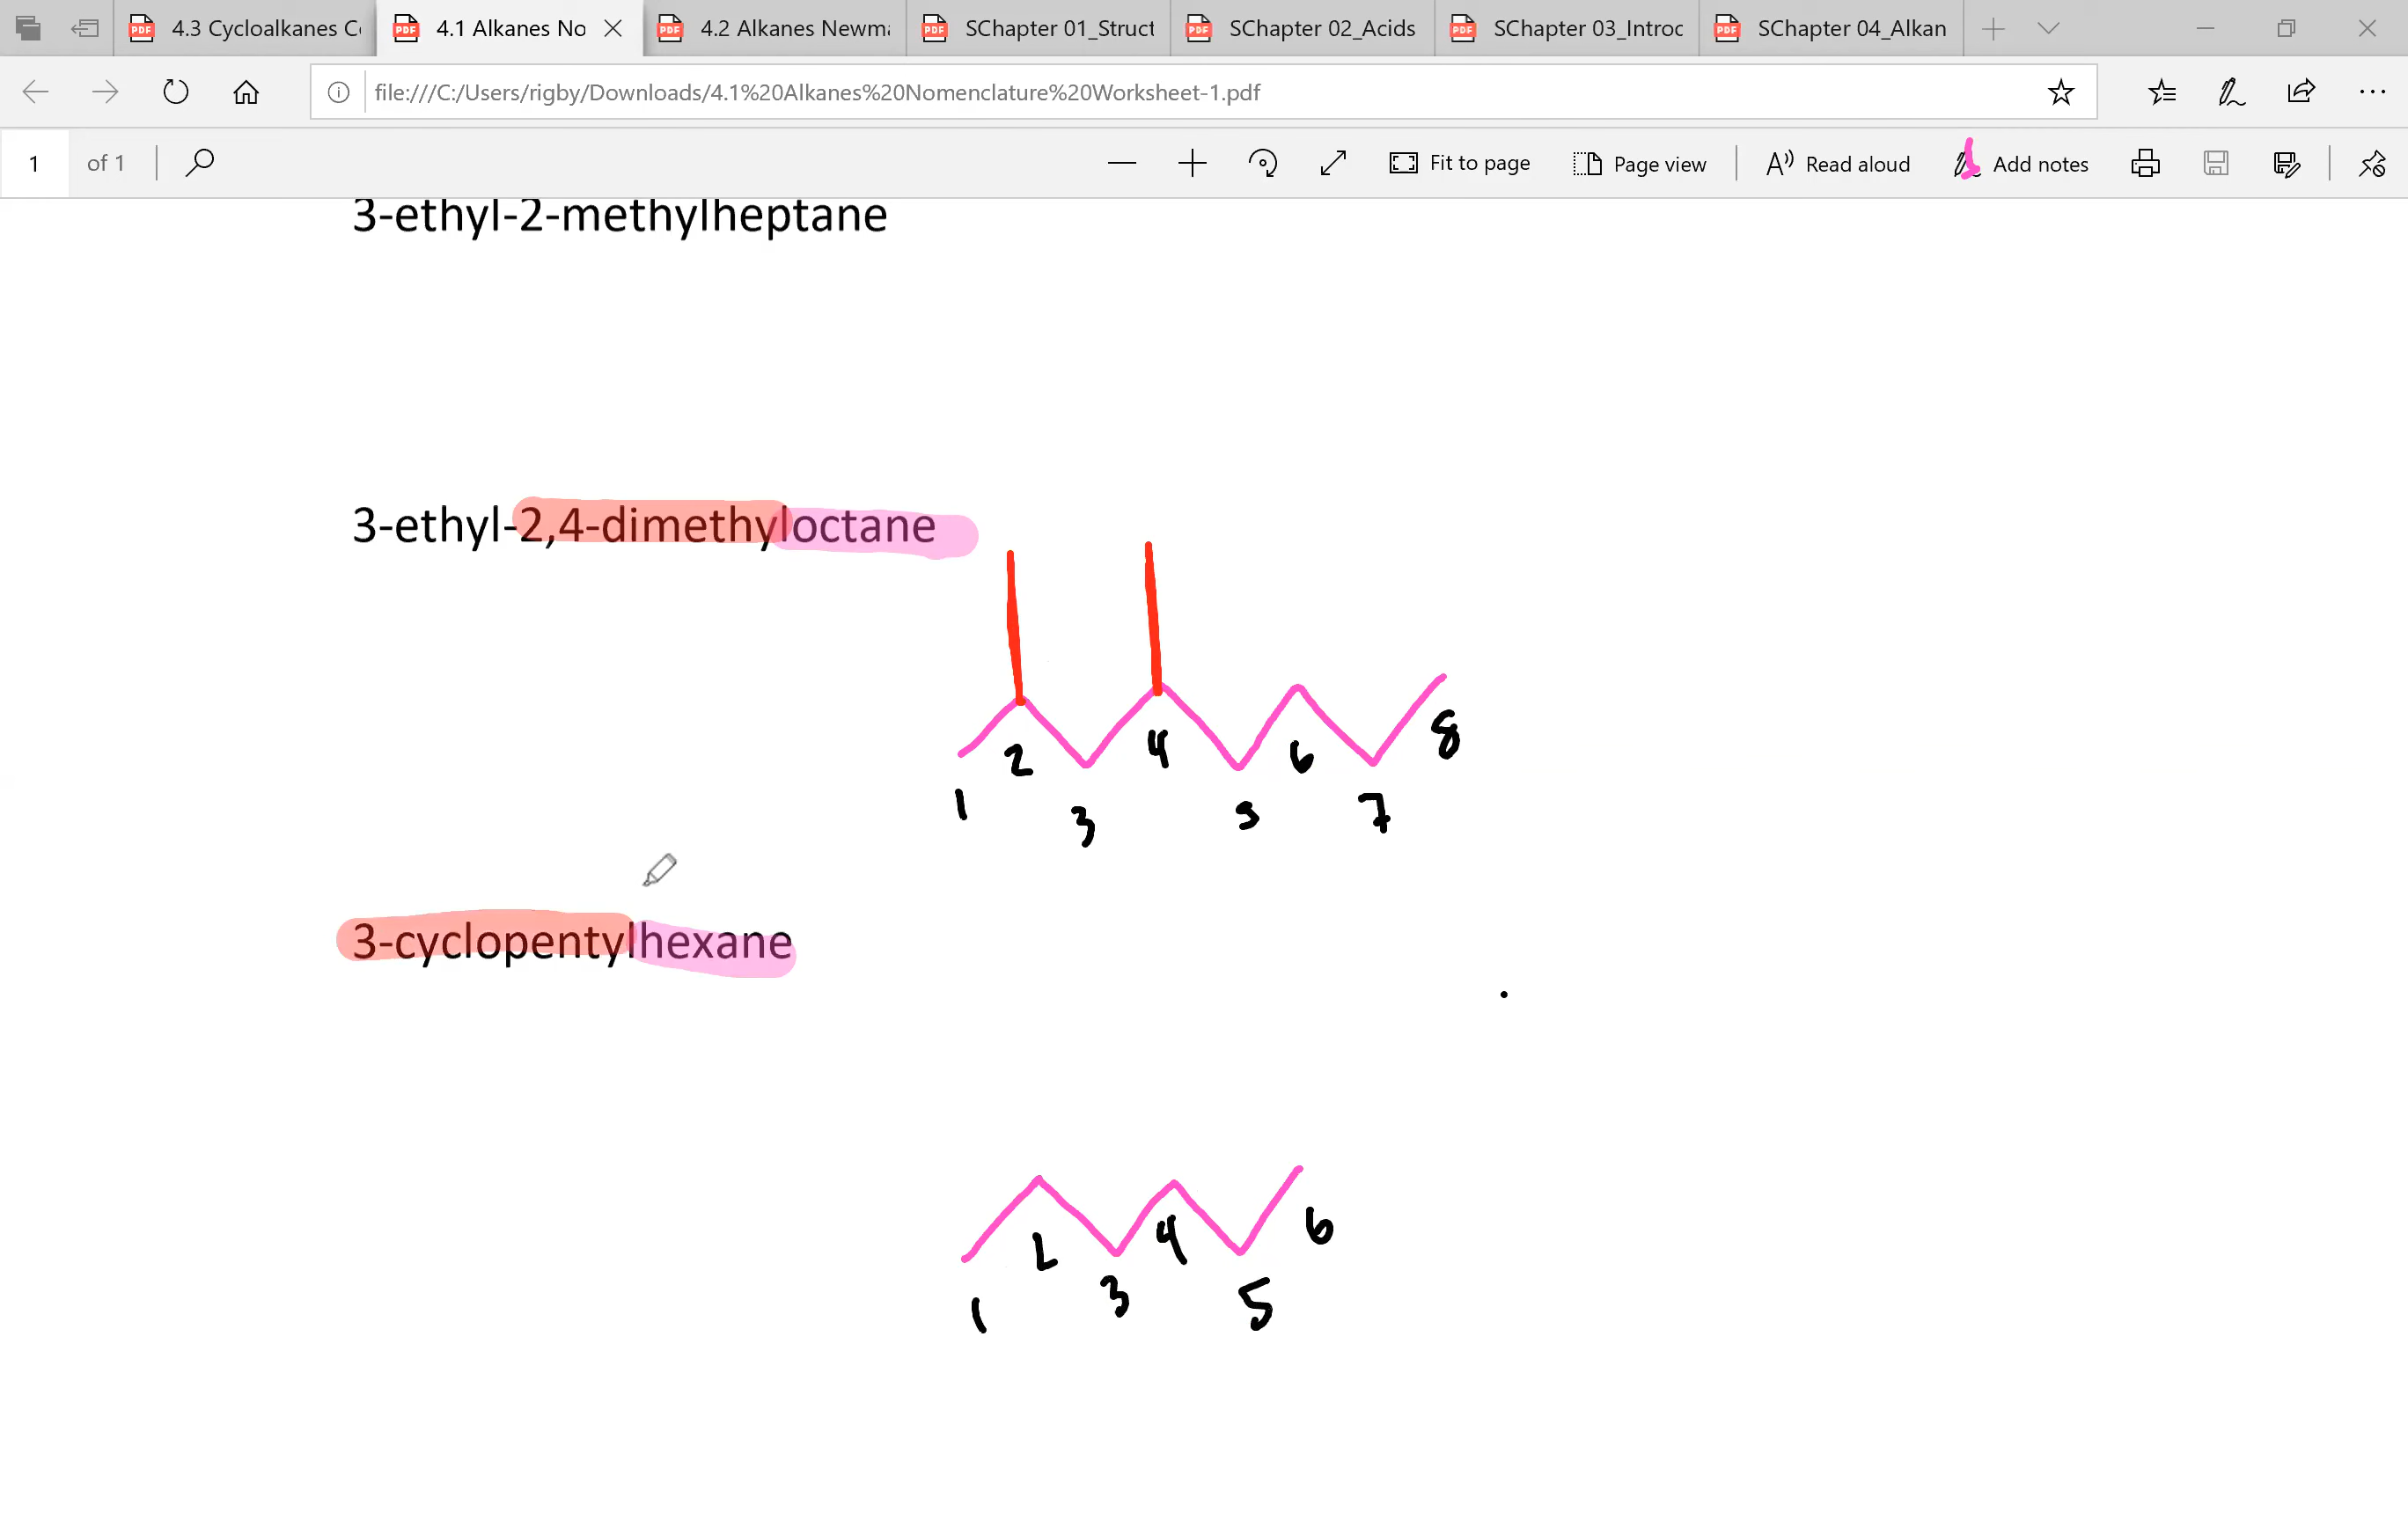 4.3 Cycloalkanes C
4.1 Alkanes No
4.2 Alkanes Newm
SChapter 01_Struct
SChapter 02_Acids
SChapter 03_Introc
SChapter 04_Alkan
file:///C:/Users/rigby/Downloads/4.1%20Alkanes%20Nomenclature%20Worksheet-1.pdf
1 of 1
Fit to page
Page view
Read aloud
Add notes
3-ethyl-2-methylheptane
3-ethyl-2,4-dimethyloctane
1 2 3 4 5 6 7 8
3-cyclopentylhexane
1 2 3 4 5 6